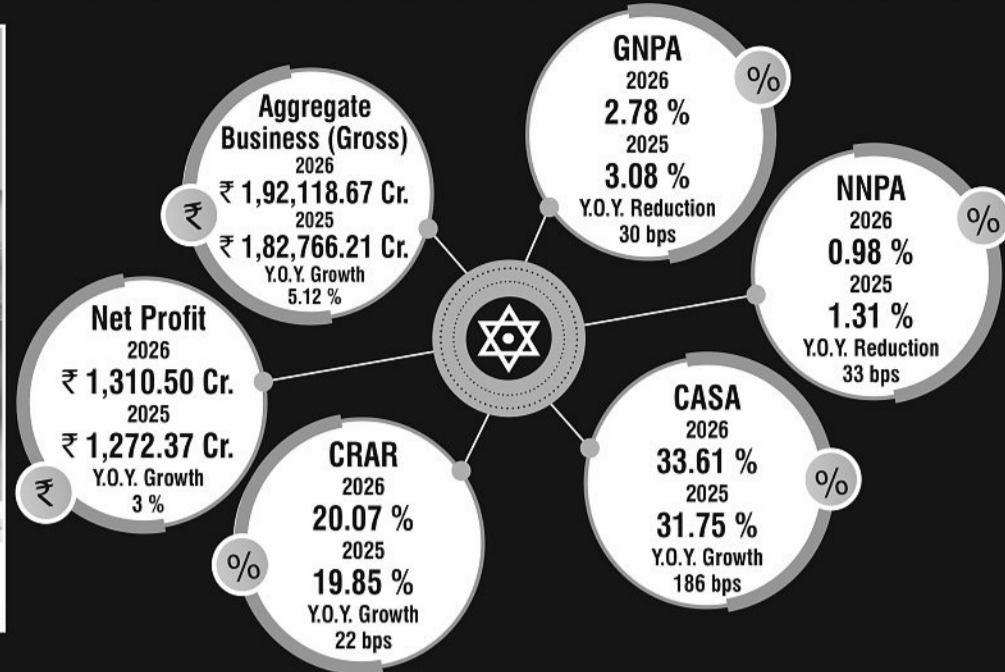 Aggregate
Business (Gross)
2026
₹ 1,92,118.67 Cr.
2025
₹ 1,82,766.21 Cr.
Y.O.Y. Growth
5.12 %
₹
GNPA
2026
2.78 %
2025
3.08 %
Y.O.Y. Reduction
30 bps
%
NNPA
2026
0.98 %
2025
1.31 %
Y.O.Y. Reduction
33 bps
%
Net Profit
2026
₹ 1,310.50 Cr.
2025
₹ 1,272.37 Cr.
Y.O.Y. Growth
3 %
₹
CRAR
2026
20.07 %
2025
19.85 %
Y.O.Y. Growth
22 bps
%
CASA
2026
33.61 %
2025
31.75 %
Y.O.Y. Growth
186 bps
%